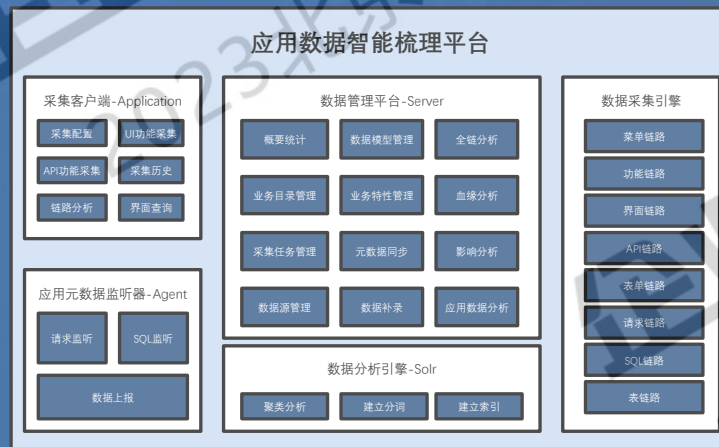 应用数据智能梳理平台
采集客户端-Application
采集配置 UI功能采集
API功能采集 采集历史
链路分析 界面查询
应用元数据监听器-Agent
请求监听 SQL监听
数据上报
数据管理平台-Server
概要统计 数据模型管理 全链分析
业务目录管理 业务特性管理 血缘分析
采集任务管理 元数据同步 影响分析
数据源管理 数据补录 应用数据分析
数据分析引擎-Solr
聚类分析 建立分词 建立索引
数据采集引擎
菜单链路
功能链路
界面链路
API链路
表单链路
请求链路
SQL链路
表链路
2023北京